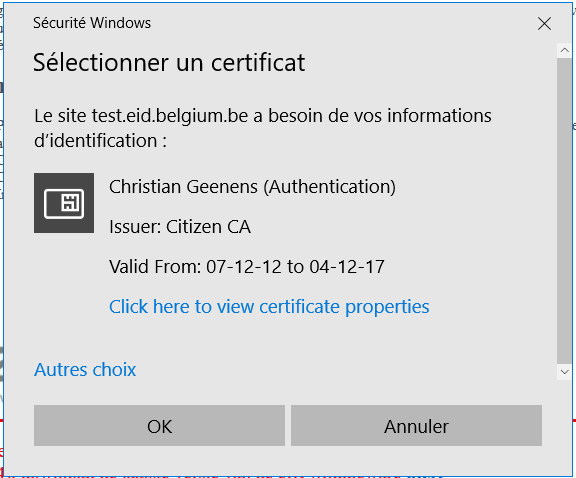 Sécurité Windows
Sélectionner un certificat
Le site test.eid.belgium.be a besoin de vos informations
d'identification :
Christian Geenens (Authentication)
Issuer: Citizen CA
Valid From: 07-12-12 to 04-12-17
Click here to view certificate properties
Autres choix
OK
Annuler